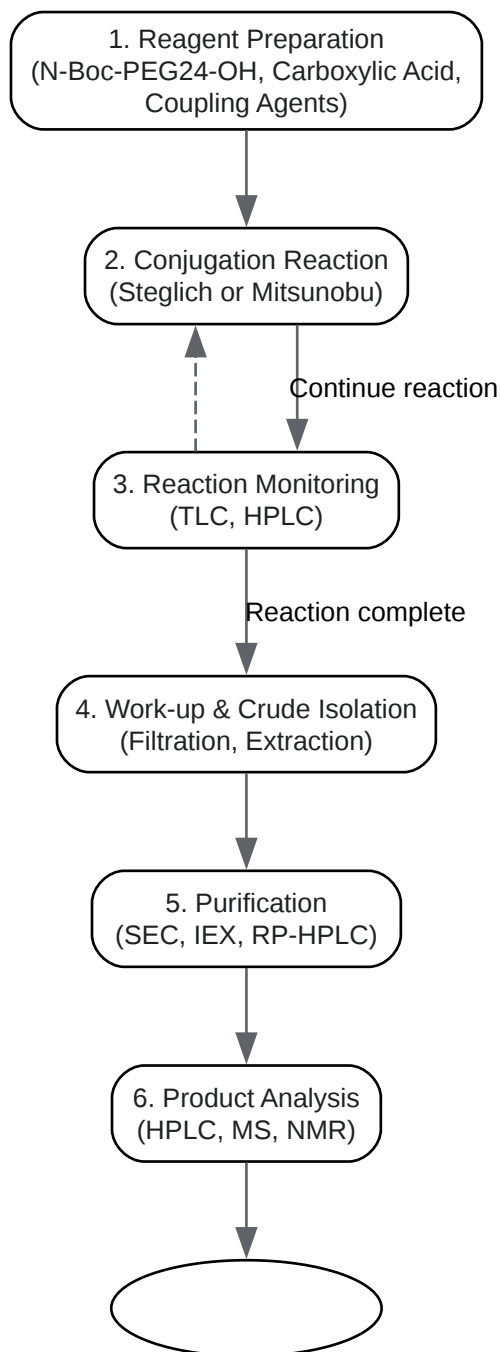 1. Reagent Preparation
(N-Boc-PEG24-OH, Carboxylic Acid,
Coupling Agents)
2. Conjugation Reaction
(Steglich or Mitsunobu)
Continue reaction
3. Reaction Monitoring
(TLC, HPLC)
Reaction complete
4. Work-up & Crude Isolation
(Filtration, Extraction)
5. Purification
(SEC, IEX, RP-HPLC)
6. Product Analysis
(HPLC, MS, NMR)